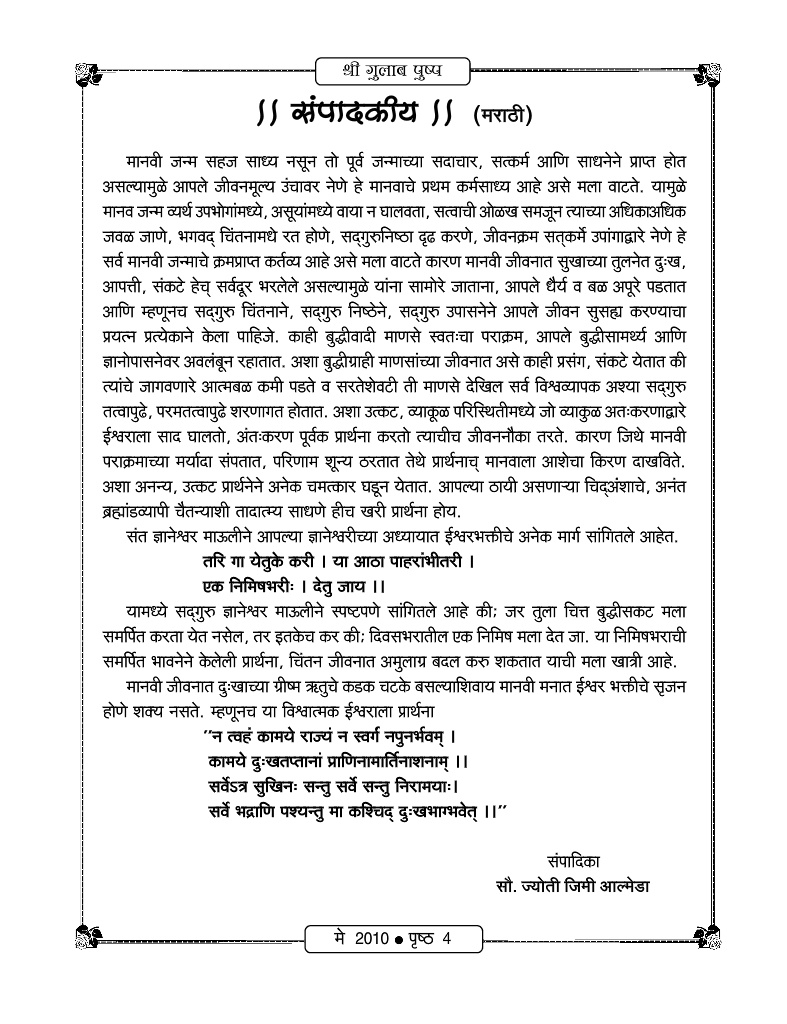 श्री गुलाब पुष्प
।। संपादकीय ।। (मराठी)
मानवी जन्म सहज साध्य नसून तो पूर्व जन्माच्या सदाचार, सत्कर्म आणि साधनेने प्राप्त होत
असल्यामुळे आपले जीवनमूल्य उंचावर नेणे हे मानवाचे प्रथम कर्मसाध्य आहे असे मला वाटते. यामुळे
मानव जन्म व्यर्थ उपभोगांमध्ये, असूयांमध्ये वाया न घालवता, सत्वाची ओळख समजून त्याच्या अधिकाअधिक
जवळ जाणे, भगवद् चिंतनामधे रत होणे, सद्‌गुरुनिष्ठा दृढ करणे, जीवनक्रम सत्‌कर्मे उपांगाद्वारे नेणे हे
सर्व मानवी जन्माचे क्रमप्राप्त कर्तव्य आहे असे मला वाटते कारण मानवी जीवनात सुखाच्या तुलनेत दुःख,
आपत्ती, संकटे हेच् सर्वदूर भरलेले असल्यामुळे यांना सामोरे जाताना, आपले धैर्य व बळ अपूरे पडतात
आणि म्हणूनच सद्‌गुरु चिंतनाने, सद्‌गुरु निष्ठेने, सद्‌गुरु उपासनेने आपले जीवन सुसह्य करण्याचा
प्रयत्न प्रत्येकाने केला पाहिजे. काही बुद्धीवादी माणसे स्वतःचा पराक्रम, आपले बुद्धीसामर्थ्य आणि
ज्ञानोपासनेवर अवलंबून रहातात. अशा बुद्धीग्राही माणसांच्या जीवनात असे काही प्रसंग, संकटे येतात की
त्यांचे जागवणारे आत्मबळ कमी पडते व सरतेशेवटी ती माणसे देखिल सर्व विश्वव्यापक अश्या सद्‌गुरु
तत्वापुढे, परमतत्वापुढे शरणागत होतात. अशा उत्कट, व्याकूळ परिस्थितीमध्ये जो व्याकुळ अतःकरणाद्वारे
ईश्वराला साद घालतो, अंतःकरण पूर्वक प्रार्थना करतो त्याचीच जीवननौका तरते. कारण जिथे मानवी
पराक्रमाच्या मर्यादा संपतात, परिणाम शून्य ठरतात तेथे प्रार्थनाच् मानवाला आशेचा किरण दाखविते.
अशा अनन्य, उत्कट प्रार्थनेने अनेक चमत्कार घडून येतात. आपल्या ठायी असणाऱ्या चिद्‌अंशाचे, अनंत
ब्रह्मांडव्यापी चैतन्याशी तादात्म्य साधणे हीच खरी प्रार्थना होय.
संत ज्ञानेश्वर माऊलीने आपल्या ज्ञानेश्वरीच्या अध्यायात ईश्वरभक्तीचे अनेक मार्ग सांगितले आहेत.
तरि गा येतुके करी । या आठा पाहरांभीतरी ।
एक निमिषभरीः । देतु जाय ।।
यामध्ये सद्‌गुरु ज्ञानेश्वर माऊलीने स्पष्टपणे सांगितले आहे की; जर तुला चित्त बुद्धीसकट मला
समर्पित करता येत नसेल, तर इतकेच कर की; दिवसभरातील एक निमिष मला देत जा. या निमिषभराची
समर्पित भावनेने केलेली प्रार्थना, चिंतन जीवनात अमुलाग्र बदल करु शकतात याची मला खात्री आहे.
मानवी जीवनात दुःखाच्या ग्रीष्म ऋतुचे कडक चटके बसल्याशिवाय मानवी मनात ईश्वर भक्तीचे सृजन
होणे शक्य नसते. म्हणूनच या विश्वात्मक ईश्वराला प्रार्थना
”न त्वहं कामये राज्यं न स्वर्ग नपुनर्भवम् ।
कामये दुःखतप्तानां प्राणिनामार्तिनाशनाम् ।।
सर्वेऽत्र सुखिनः सन्तु सर्वे सन्तु निरामयाः।
सर्वे भद्राणि पश्यन्तु मा कश्चिद् दुःखभाग्भवेत् ।।”
संपादिका
सौ. ज्योती जिमी आल्मेडा
मे 2010 ● पृष्ठ 4